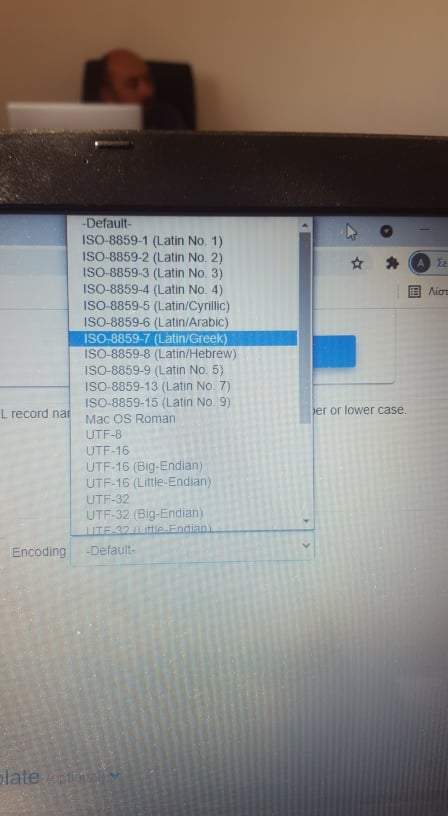 -Default-
ISO-8859-1 (Latin No. 1)
ISO-8859-2 (Latin No. 2)
ISO-8859-3 (Latin No. 3)
ISO-8859-4 (Latin No. 4)
ISO-8859-5 (Latin/Cyrillic)
ISO-8859-6 (Latin/Arabic)
ISO-8859-7 (Latin/Greek)
ISO-8859-8 (Latin/Hebrew)
ISO-8859-9 (Latin No. 5)
ISO-8859-13 (Latin No. 7)
ISO-8859-15 (Latin No. 9)
Mac OS Roman
UTF-8
UTF-16
UTF-16 (Big-Endian)
UTF-16 (Little-Endian)
UTF-32
UTF-32 (Big-Endian)
UTF-32 (Little-Endian)
A Σε
Λίστ
L record nam
er or lower case.
Encoding -Default-
plate (optional)